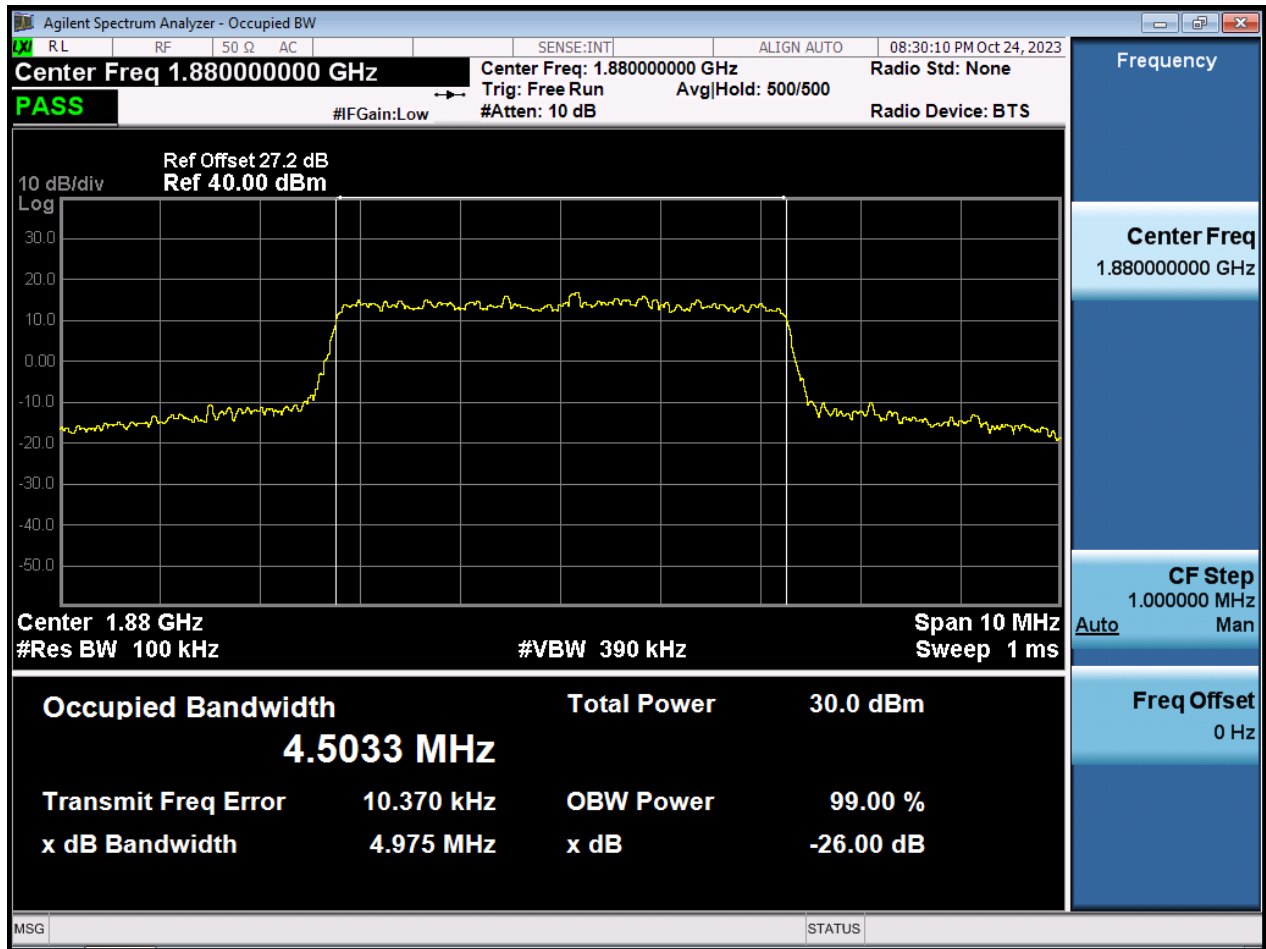 Agilent Spectrum Analyzer - Occupied BW
LXI RL RF 50 Ω AC SENSE:INT ALIGN AUTO 08:30:10 PM Oct 24, 2023
Center Freq 1.880000000 GHz
Center Freq: 1.880000000 GHz
Radio Std: None
Trig: Free Run Avg|Hold: 500/500
PASS
#IFGain:Low
#Atten: 10 dB
Radio Device: BTS
Ref Offset 27.2 dB
10 dB/div Ref 40.00 dBm
Log
30.0
20.0
10.0
0.00
-10.0
-20.0
-30.0
-40.0
-50.0
Center 1.88 GHz Span 10 MHz
#Res BW 100 kHz #VBW 390 kHz Sweep 1 ms
Occupied Bandwidth Total Power 30.0 dBm
4.5033 MHz
Transmit Freq Error 10.370 kHz OBW Power 99.00 %
x dB Bandwidth 4.975 MHz x dB -26.00 dB
MSG STATUS
Frequency
Center Freq
1.880000000 GHz
CF Step
1.000000 MHz
Auto Man
Freq Offset
0 Hz